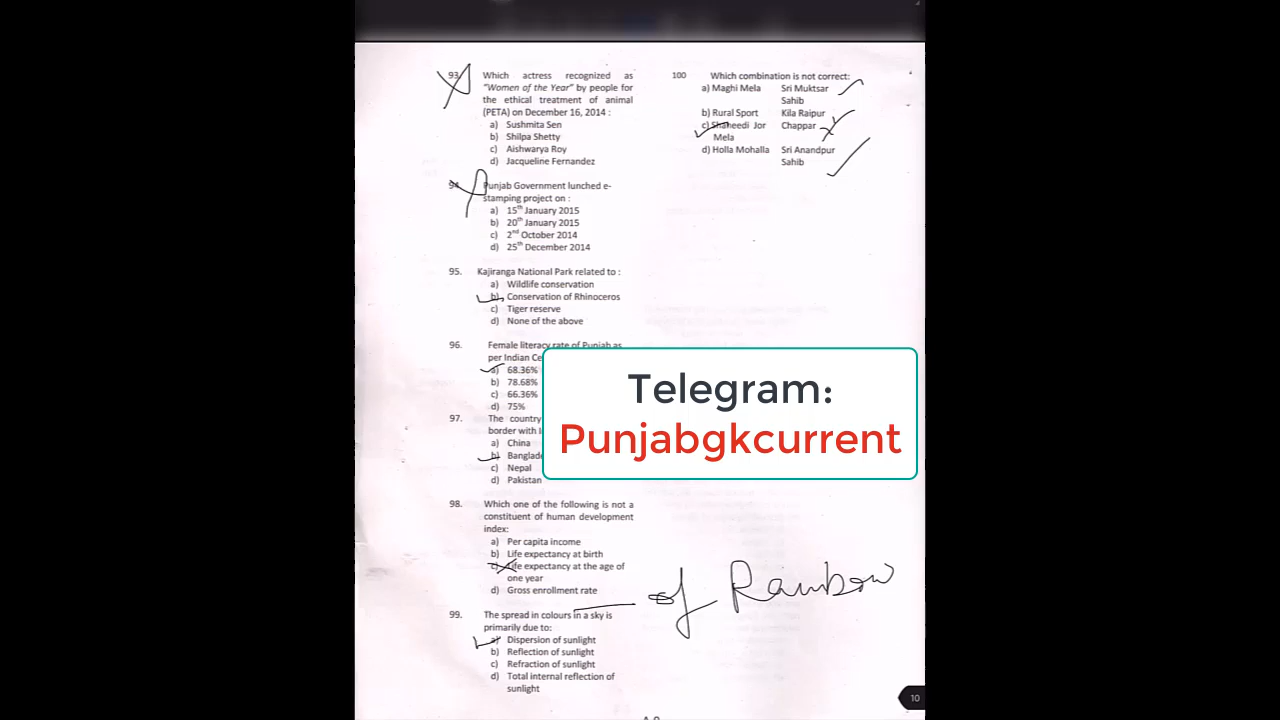 93. Which actress recognized as
"Women of the Year" by people for
the ethical treatment of animal
(PETA) on December 16, 2014 :
a) Sushmita Sen
b) Shilpa Shetty
c) Aishwarya Roy
d) Jacqueline Fernandez
94. Punjab Government lunched e-
stamping project on :
a) 15th January 2015
b) 20th January 2015
c) 2nd October 2014
d) 25th December 2014
95. Kajiranga National Park related to :
a) Wildlife conservation
b) Conservation of Rhinoceros
c) Tiger reserve
d) None of the above
96. Female literacy rate of Punjab as
per Indian
a) 68.36%
b) 78.68%
c) 66.36%
d) 75%
97. The country
border with
a) China
b)
c) Nepal
d) Pakistan
98. Which one of the following is not a
constituent of human development
index:
a) Per capita income
b) Life expectancy at birth
c) Life expectancy at the age of
one year
d) Gross enrollment rate
99. The spread in colours in a sky is
primarily due to:
a) Dispersion of sunlight
b) Reflection of sunlight
c) Refraction of sunlight
d) Total internal reflection of
sunlight
100 Which combination is not correct:
a) Maghi Mela Sri Muktsar
Sahib
b) Rural Sport Kila Raipur
c) Shaheedi Jor Chappar
Mela
d) Holla Mohalla Sri Anandpur
Sahib
Telegram:
Punjabgkcurrent
of Rainbow
10